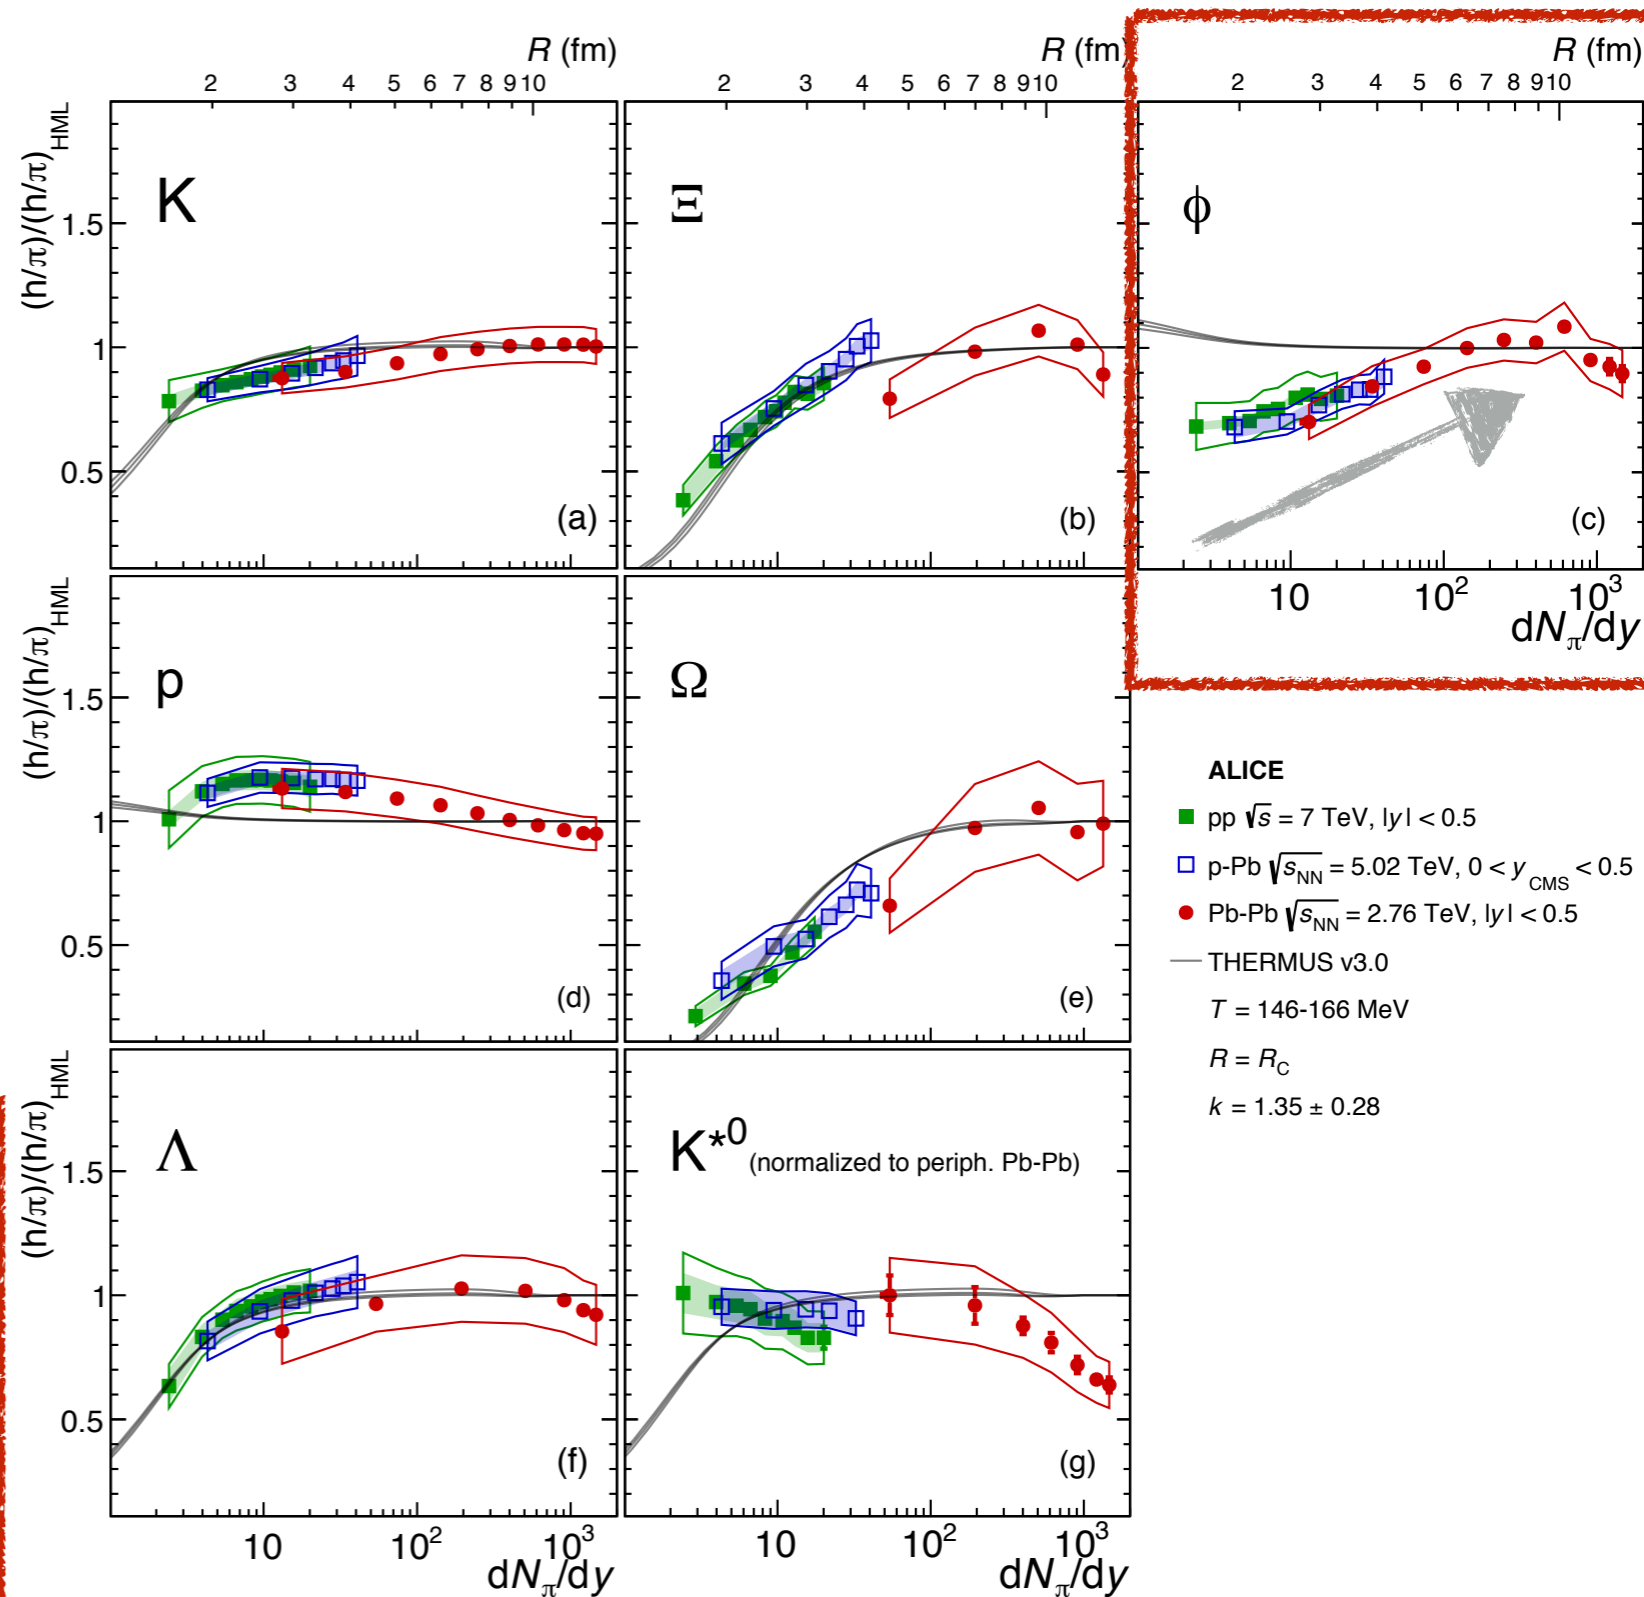 R (fm) R (fm) R (fm)
2 3 4 5 6 7 8 9 10 2 3 4 5 6 7 8 9 10 2 3 4 5 6 7 8 9 10
(h/π)/(h/π)HML
K Ξ ϕ
1.5
1
0.5
(a) (b) (c)
10 10² 10³
dNπ/dy
(h/π)/(h/π)HML
p Ω
1.5
1
0.5
(d) (e)
ALICE
pp √s = 7 TeV, |y| < 0.5
p-Pb √sNN = 5.02 TeV, 0 < yCMS < 0.5
Pb-Pb √sNN = 2.76 TeV, |y| < 0.5
THERMUS v3.0
T = 146-166 MeV
R = RC
k = 1.35 ± 0.28
(h/π)/(h/π)HML
Λ K*0 (normalized to periph. Pb-Pb)
1.5
1
0.5
(f) (g)
10 10² 10³ 10 10² 10³
dNπ/dy dNπ/dy